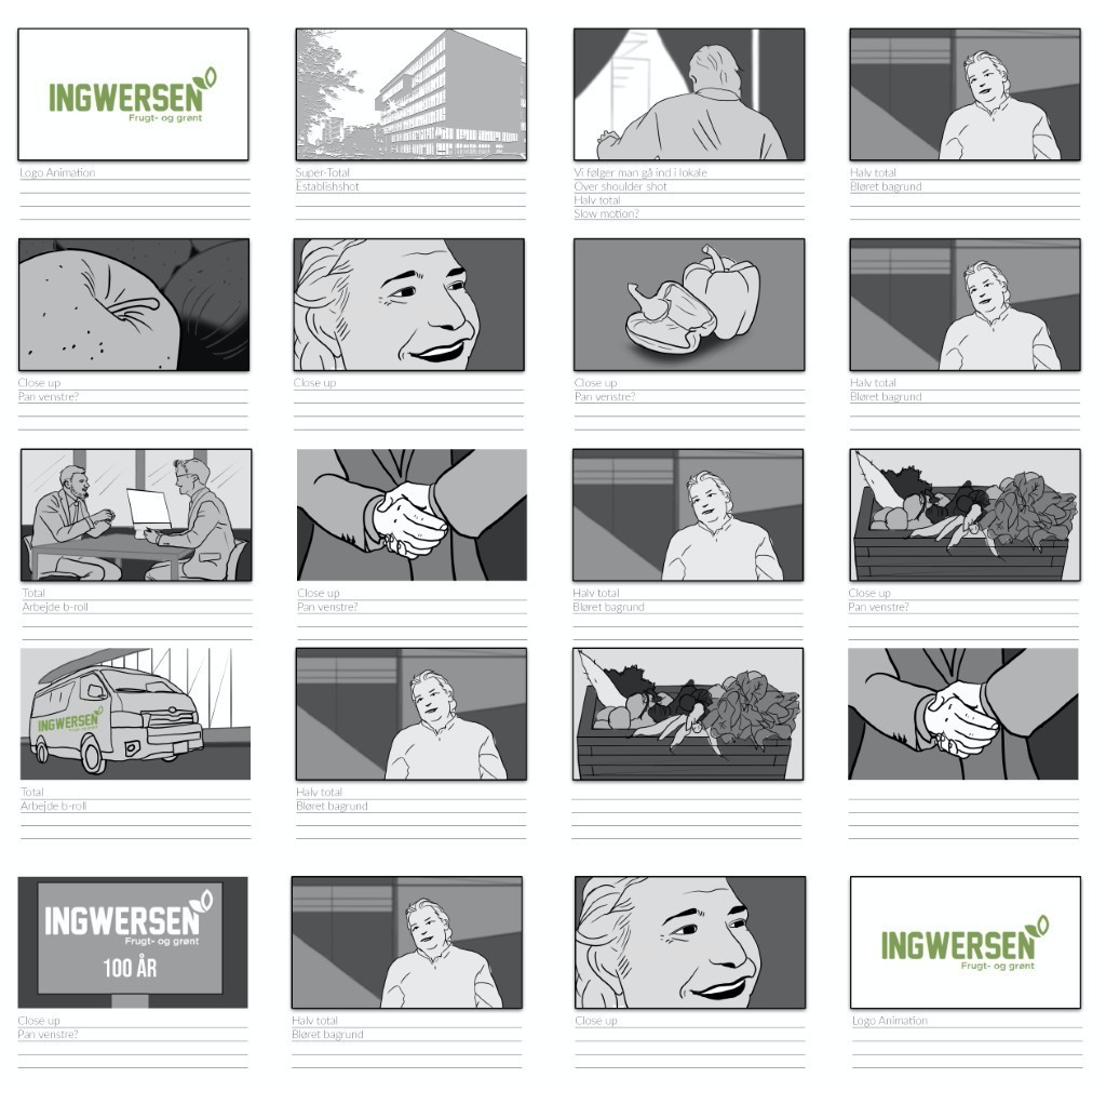 INGWERSEN
Frugt- og grønt
Logo Animation
Super-Total
Establishshot
Vi følger man gå ind i lokale
Over shoulder shot
Halv total
Slow motion?
Halv total
Bløret bagrund
Close up
Pan venstre?
Close up
Close up
Pan venstre?
Halv total
Bløret bagrund
Total
Arbejde b-roll
Close up
Pan venstre?
Halv total
Bløret bagrund
Close up
Pan venstre?
INGWERSEN
Total
Arbejde b-roll
Halv total
Bløret bagrund
INGWERSEN
Frugt- og grønt
100 ÅR
Close up
Pan venstre?
Halv total
Bløret bagrund
Close up
INGWERSEN
Frugt- og grønt
Logo Animation